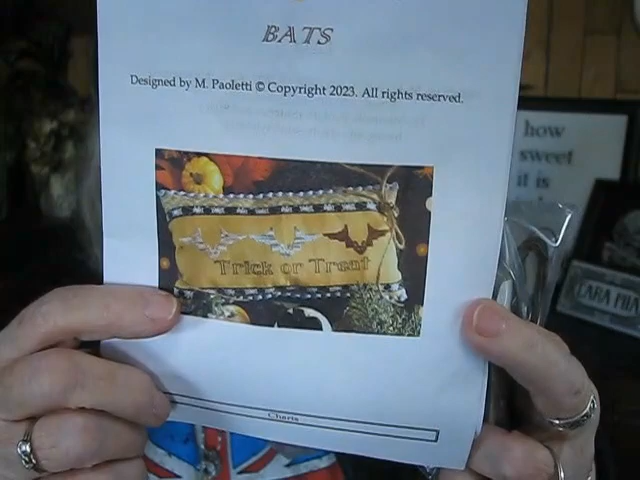 BATS
Designed by M. Paoletti © Copyright 2023. All rights reserved.
Trick or Treat
Charts
how
sweet
it is